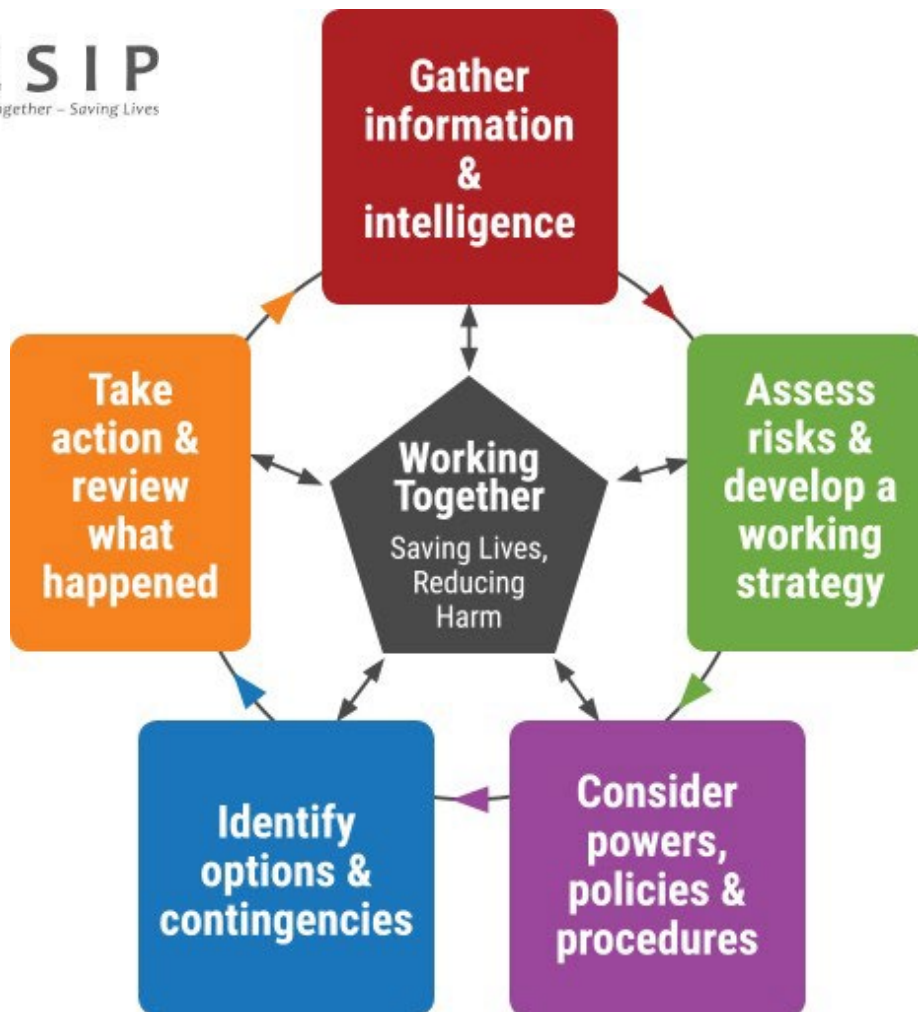 SIP
ogether – Saving Lives
Gather
information
&
intelligence
Take
action &
review
what
happened
Working
Together
Saving Lives,
Reducing
Harm
Assess
risks &
develop a
working
strategy
Identify
options &
contingencies
Consider
powers,
policies &
procedures